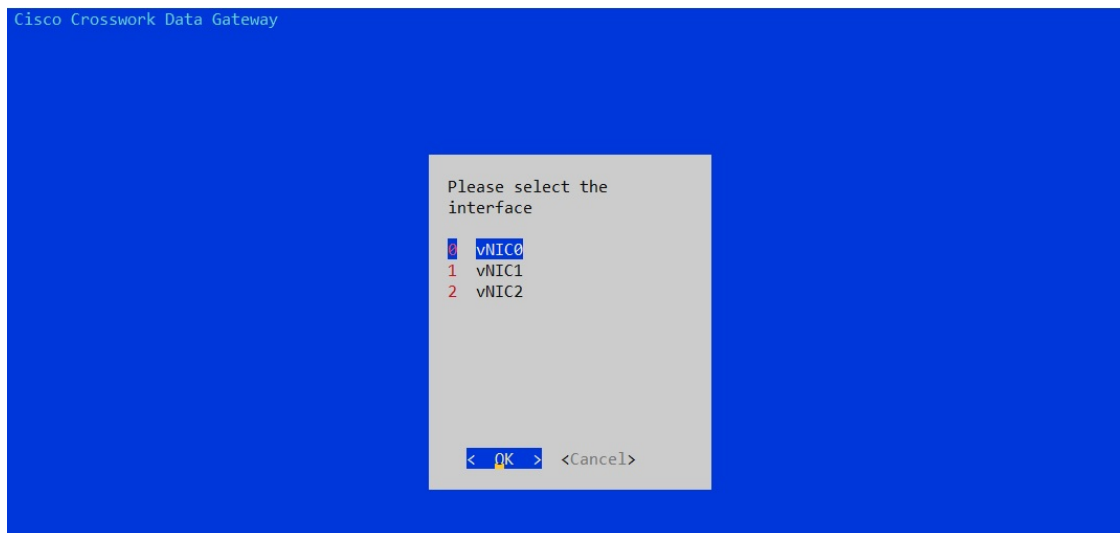 Cisco Crosswork Data Gateway
Please select the
interface
0 vNIC0
1 vNIC1
2 vNIC2
< OK > <Cancel>